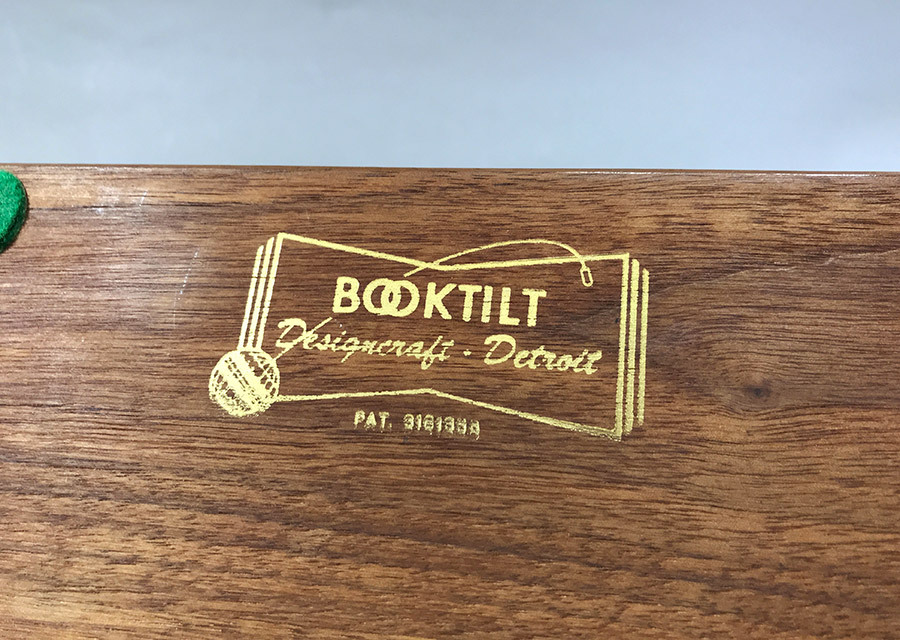 BOOKTILT
Designcraft · Detroit
PAT.